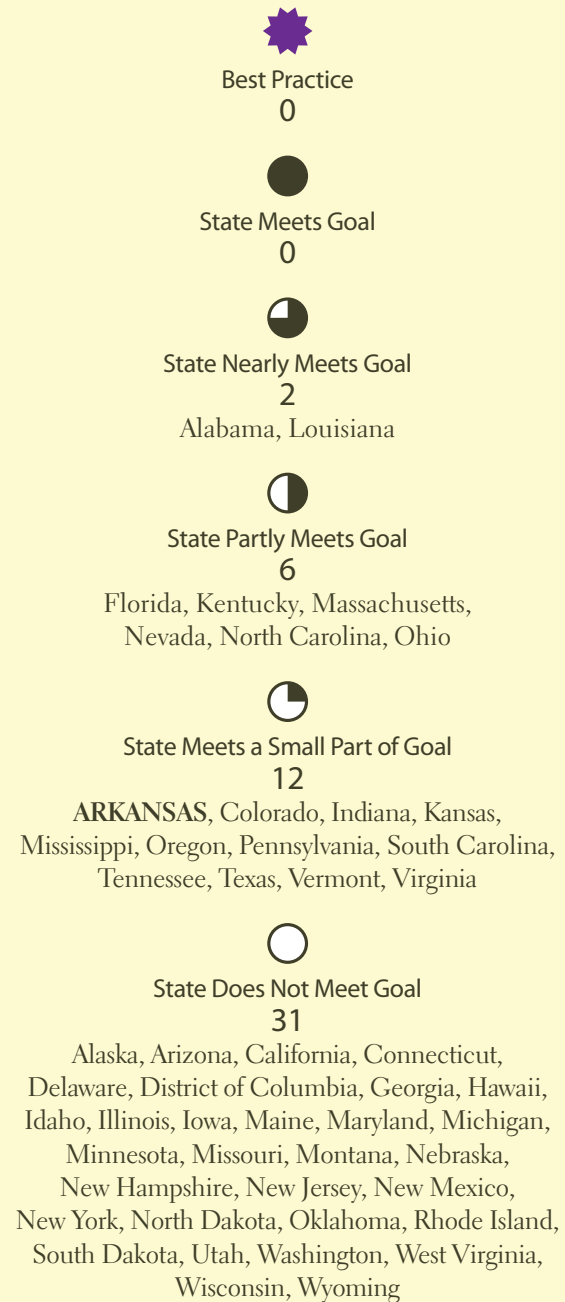 Best Practice
0
State Meets Goal
0
State Nearly Meets Goal
2
Alabama, Louisiana
State Partly Meets Goal
6
Florida, Kentucky, Massachusetts,
Nevada, North Carolina, Ohio
State Meets a Small Part of Goal
12
ARKANSAS, Colorado, Indiana, Kansas,
Mississippi, Oregon, Pennsylvania, South Carolina,
Tennessee, Texas, Vermont, Virginia
State Does Not Meet Goal
31
Alaska, Arizona, California, Connecticut,
Delaware, District of Columbia, Georgia, Hawaii,
Idaho, Illinois, Iowa, Maine, Maryland, Michigan,
Minnesota, Missouri, Montana, Nebraska,
New Hampshire, New Jersey, New Mexico,
New York, North Dakota, Oklahoma, Rhode Island,
South Dakota, Utah, Washington, West Virginia,
Wisconsin, Wyoming